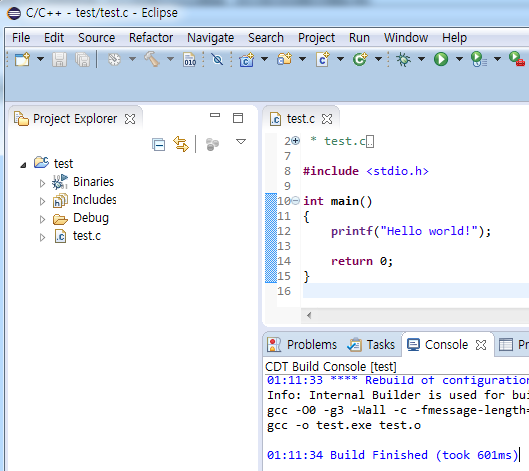 C/C++ - test/test.c - Eclipse
File Edit Source Refactor Navigate Search Project Run Window Help
010
Project Explorer
test
Binaries
Includes
Debug
test.c
test.c
2 * test.c
7
8 #include <stdio.h>
9
10 int main()
11 {
12 printf("Hello world!");
13
14 return 0;
15 }
16
Problems Tasks Console Pr
CDT Build Console [test]
01:11:33 **** Rebuild of configuration
Info: Internal Builder is used for bui
gcc -O0 -g3 -Wall -c -fmessage-length=
gcc -o test.exe test.o
01:11:34 Build Finished (took 601ms)